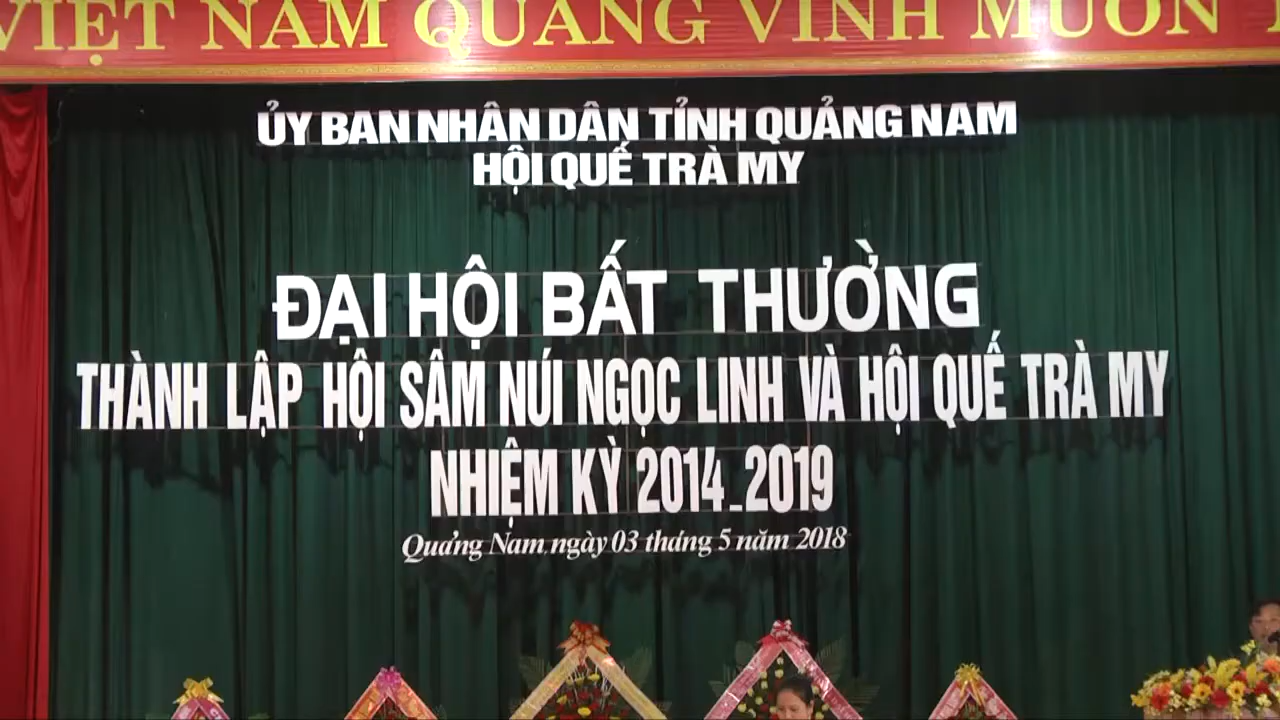 VIỆT NAM QUANG VINH MUÔN
ỦY BAN NHÂN DÂN TỈNH QUẢNG NAM
HỘI QUẾ TRÀ MY
ĐẠI HỘI BẤT THƯỜNG
THÀNH LẬP HỘI SÂM NÚI NGỌC LINH VÀ HỘI QUẾ TRÀ MY
NHIỆM KỲ 2014_2019
Quảng Nam, ngày 03 tháng 5 năm 2018